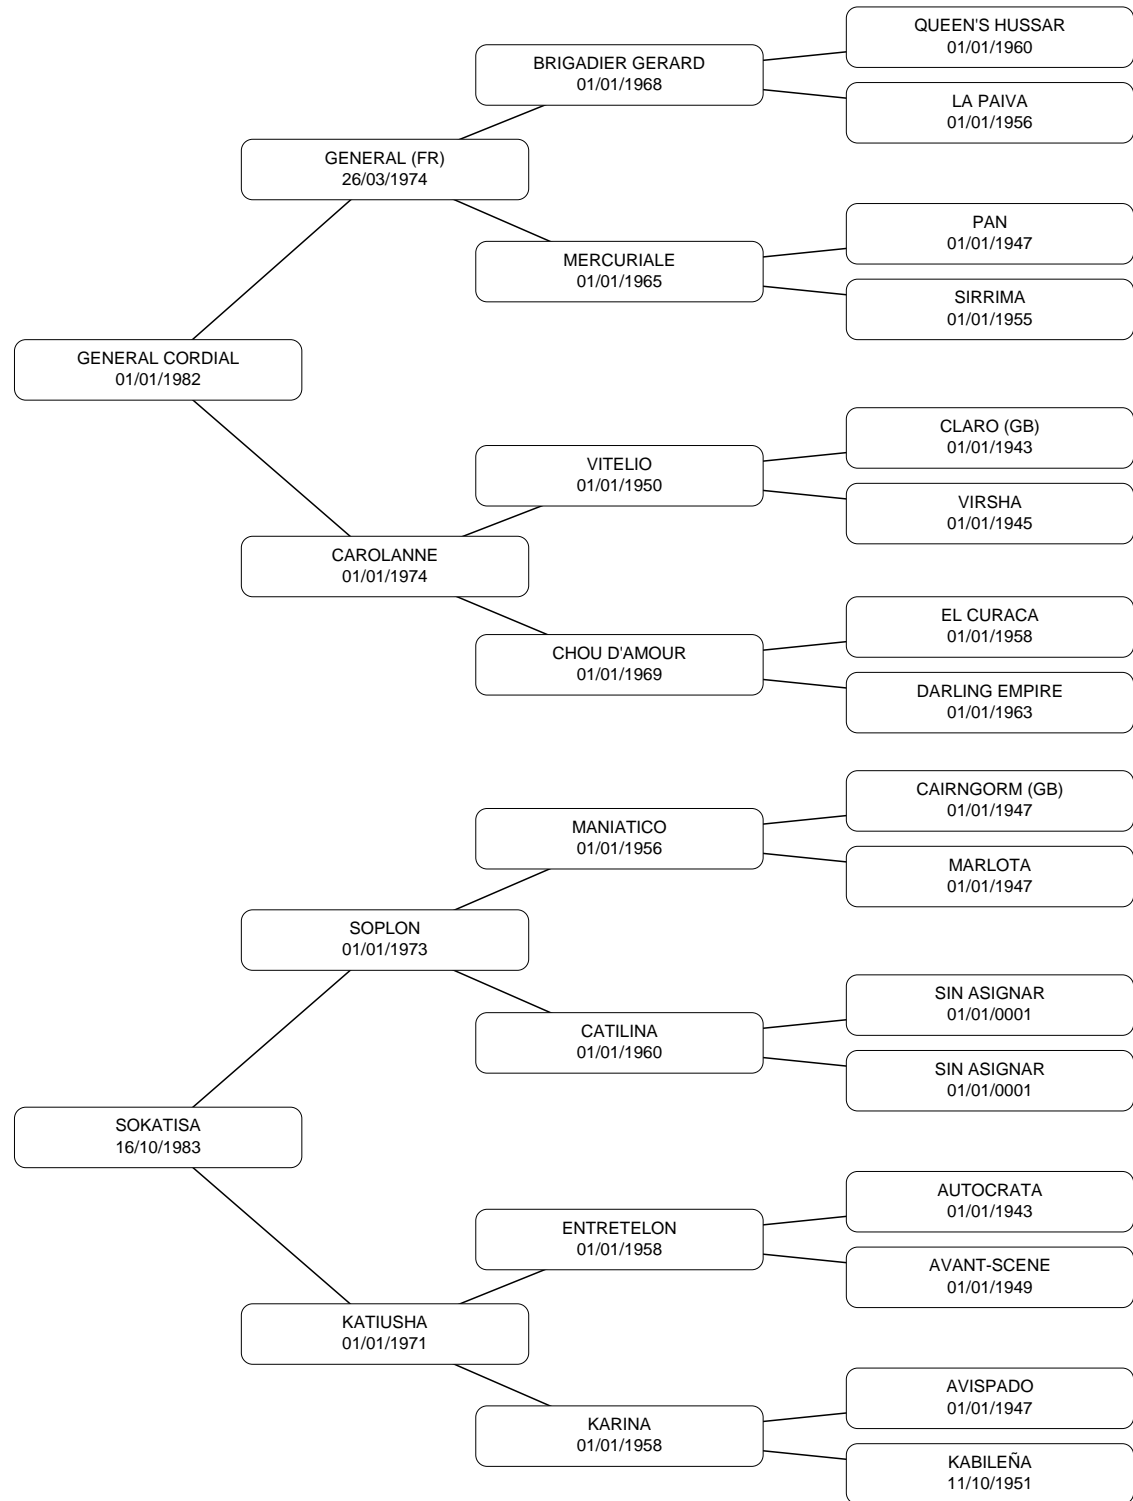 QUEEN'S HUSSAR
01/01/1960
BRIGADIER GERARD
01/01/1968
LA PAIVA
01/01/1956
GENERAL (FR)
26/03/1974
PAN
01/01/1947
MERCURIALE
01/01/1965
SIRRIMA
01/01/1955
GENERAL CORDIAL
01/01/1982
CLARO (GB)
01/01/1943
VITELIO
01/01/1950
VIRSHA
01/01/1945
CAROLANNE
01/01/1974
EL CURACA
01/01/1958
CHOU D'AMOUR
01/01/1969
DARLING EMPIRE
01/01/1963
CAIRNGORM (GB)
01/01/1947
MANIATICO
01/01/1956
MARLOTA
01/01/1947
SOPLON
01/01/1973
SIN ASIGNAR
01/01/0001
CATILINA
01/01/1960
SIN ASIGNAR
01/01/0001
SOKATISA
16/10/1983
AUTOCRATA
01/01/1943
ENTRETELON
01/01/1958
AVANT-SCENE
01/01/1949
KATIUSHA
01/01/1971
AVISPADO
01/01/1947
KARINA
01/01/1958
KABILEÑA
11/10/1951